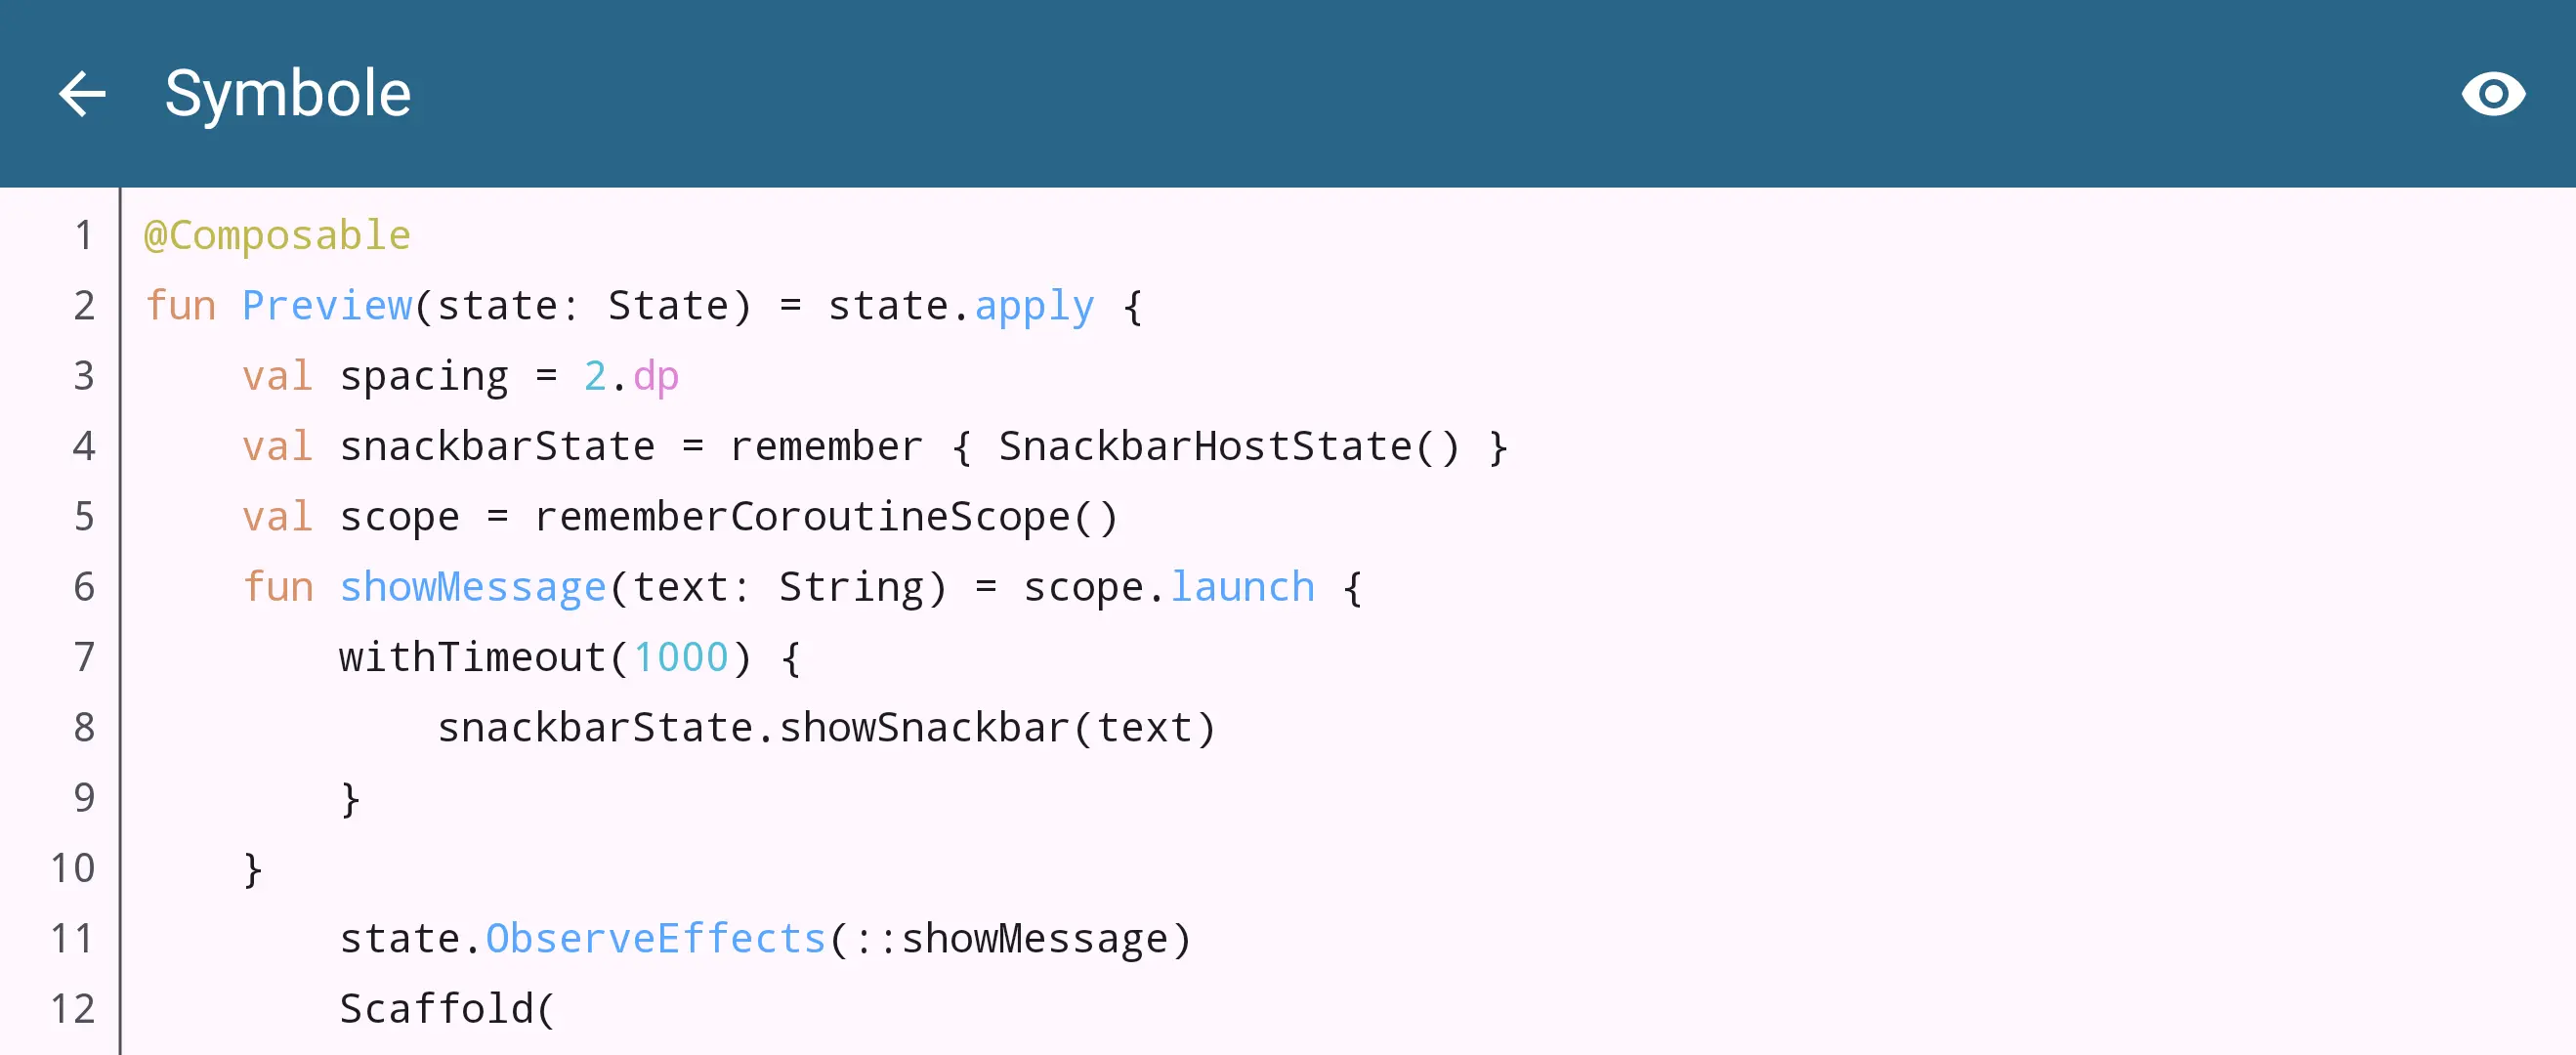 Symbole
1 @Composable
2 fun Preview(state: State) = state.apply {
3     val spacing = 2.dp
4     val snackbarState = remember { SnackbarHostState() }
5     val scope = rememberCoroutineScope()
6     fun showMessage(text: String) = scope.launch {
7         withTimeout(1000) {
8             snackbarState.showSnackbar(text)
9         }
10     }
11         state.ObserveEffects(::showMessage)
12         Scaffold(